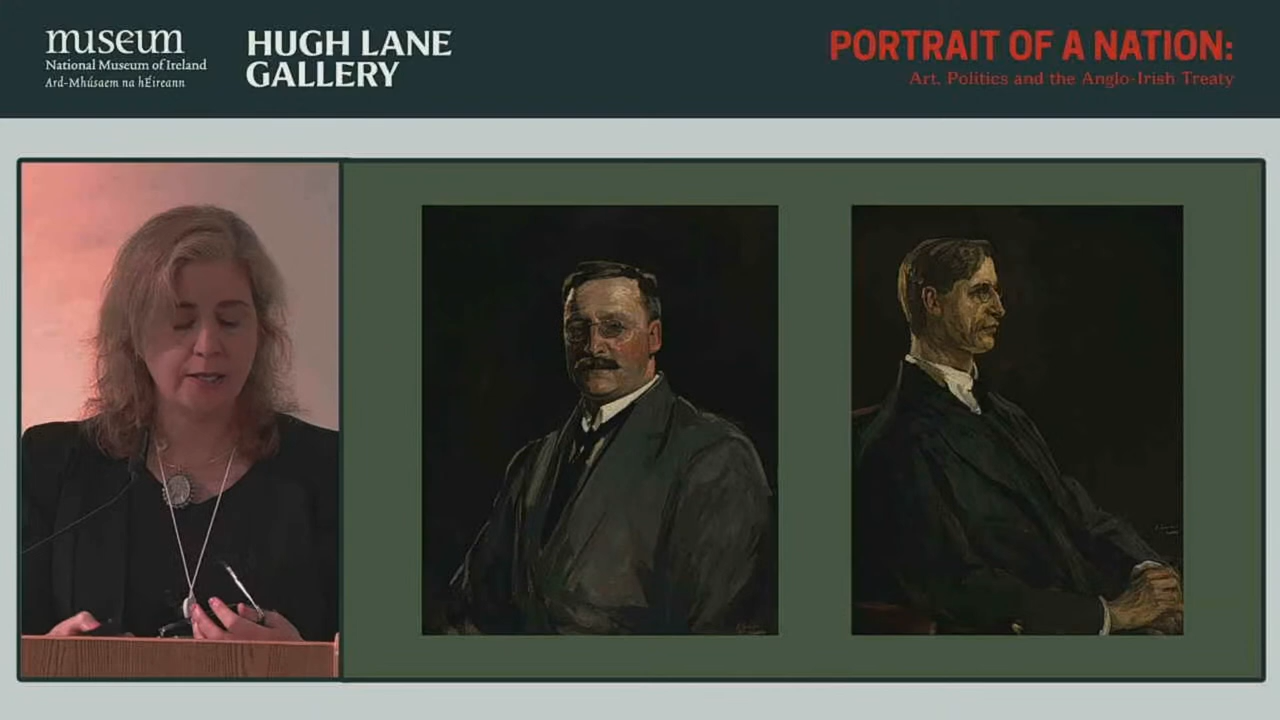 museum
National Museum of Ireland
Ard-Mhúsaem na hÉireann
HUGH LANE
GALLERY
PORTRAIT OF A NATION:
Art, Politics and the Anglo-Irish Treaty